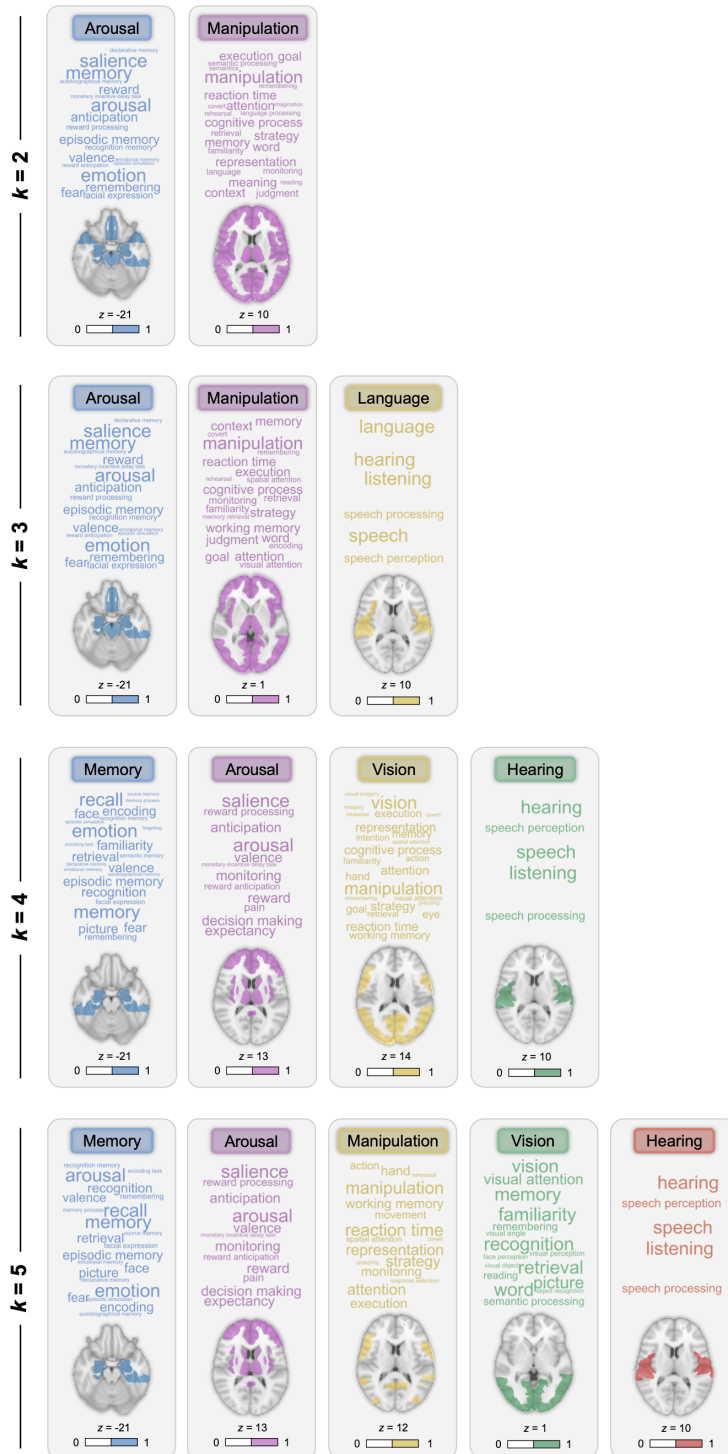 k = 2
Arousal
declarative memory
salience
memory
autobiographical memory
reward
monetary incentive delay task
arousal
anticipation
reward processing
episodic memory
recognition memory
valence emotional memory
reward anticipation episodic simulation
emotion
remembering
fear facial expression
z = -21
0 1
Manipulation
execution goal
semantic processing
semantics
manipulation
remembering
reaction time
covert attention imagination
rehearsal language processing
cognitive process
retrieval strategy
memory word
familiarity
representation
language monitoring
meaning reading
context judgment
z = 10
0 1
k = 3
Arousal
declarative memory
salience
memory
autobiographical memory
reward
monetary incentive delay task
arousal
anticipation
reward processing
episodic memory
recognition memory
valence emotional memory
reward anticipation episodic simulation
emotion
remembering
fear facial expression
z = -21
0 1
Manipulation
context memory
covert
manipulation
remembering
reaction time
execution
rehearsal spatial attention
cognitive process
monitoring retrieval
familiarity
memory retrieval strategy
working memory
judgment word
encoding
goal attention
visual attention
z = 1
0 1
Language
language
hearing
listening
speech processing
speech
speech perception
z = 10
0 1
k = 4
Memory
source memory
recall memory process
face encoding
recognition memory
episodic simulation
emotion forgetting
encoding task familiarity
retrieval semantic memory
declarative memory
emotional memory valence
autobiographical memory
episodic memory
recognition
facial expression
memory
picture fear
remembering
z = -21
0 1
Arousal
salience
reward processing
anticipation
arousal
valence
monetary incentive delay task
monitoring
reward anticipation
reward
pain
decision making
expectancy
z = 13
0 1
Vision
visual imagery
vision
imagery
rehearsal execution covert
representation
intention memory
spatial attention
cognitive process
familiarity action
attention
hand
manipulation
remembering visual attention
goal strategy grasping
retrieval eye
reaction time
working memory
z = 14
0 1
Hearing
hearing
speech perception
speech
listening
speech processing
z = 10
0 1
k = 5
Memory
recognition memory
arousal encoding task
recognition
valence remembering
memory process recall
memory
retrieval source memory
facial expression
episodic memory
emotional memory
picture face
declarative memory
emotion
fear episodic simulation
encoding
autobiographical memory
z = -21
0 1
Arousal
salience
reward processing
anticipation
arousal
valence
monetary incentive delay task
monitoring
reward anticipation
reward
pain
decision making
expectancy
z = 13
0 1
Manipulation
action
hand rehearsal
manipulation
working memory
movement
reaction time
spatial attention covert
representation
grasping strategy
monitoring
response selection
attention
execution
z = 12
0 1
Vision
vision
visual attention
memory
familiarity
remembering
visual angle
recognition
face perception visual perception
visual object retrieval
reading
picture
word object recognition
semantic processing
z = 1
0 1
Hearing
hearing
speech perception
speech
listening
speech processing
z = 10
0 1